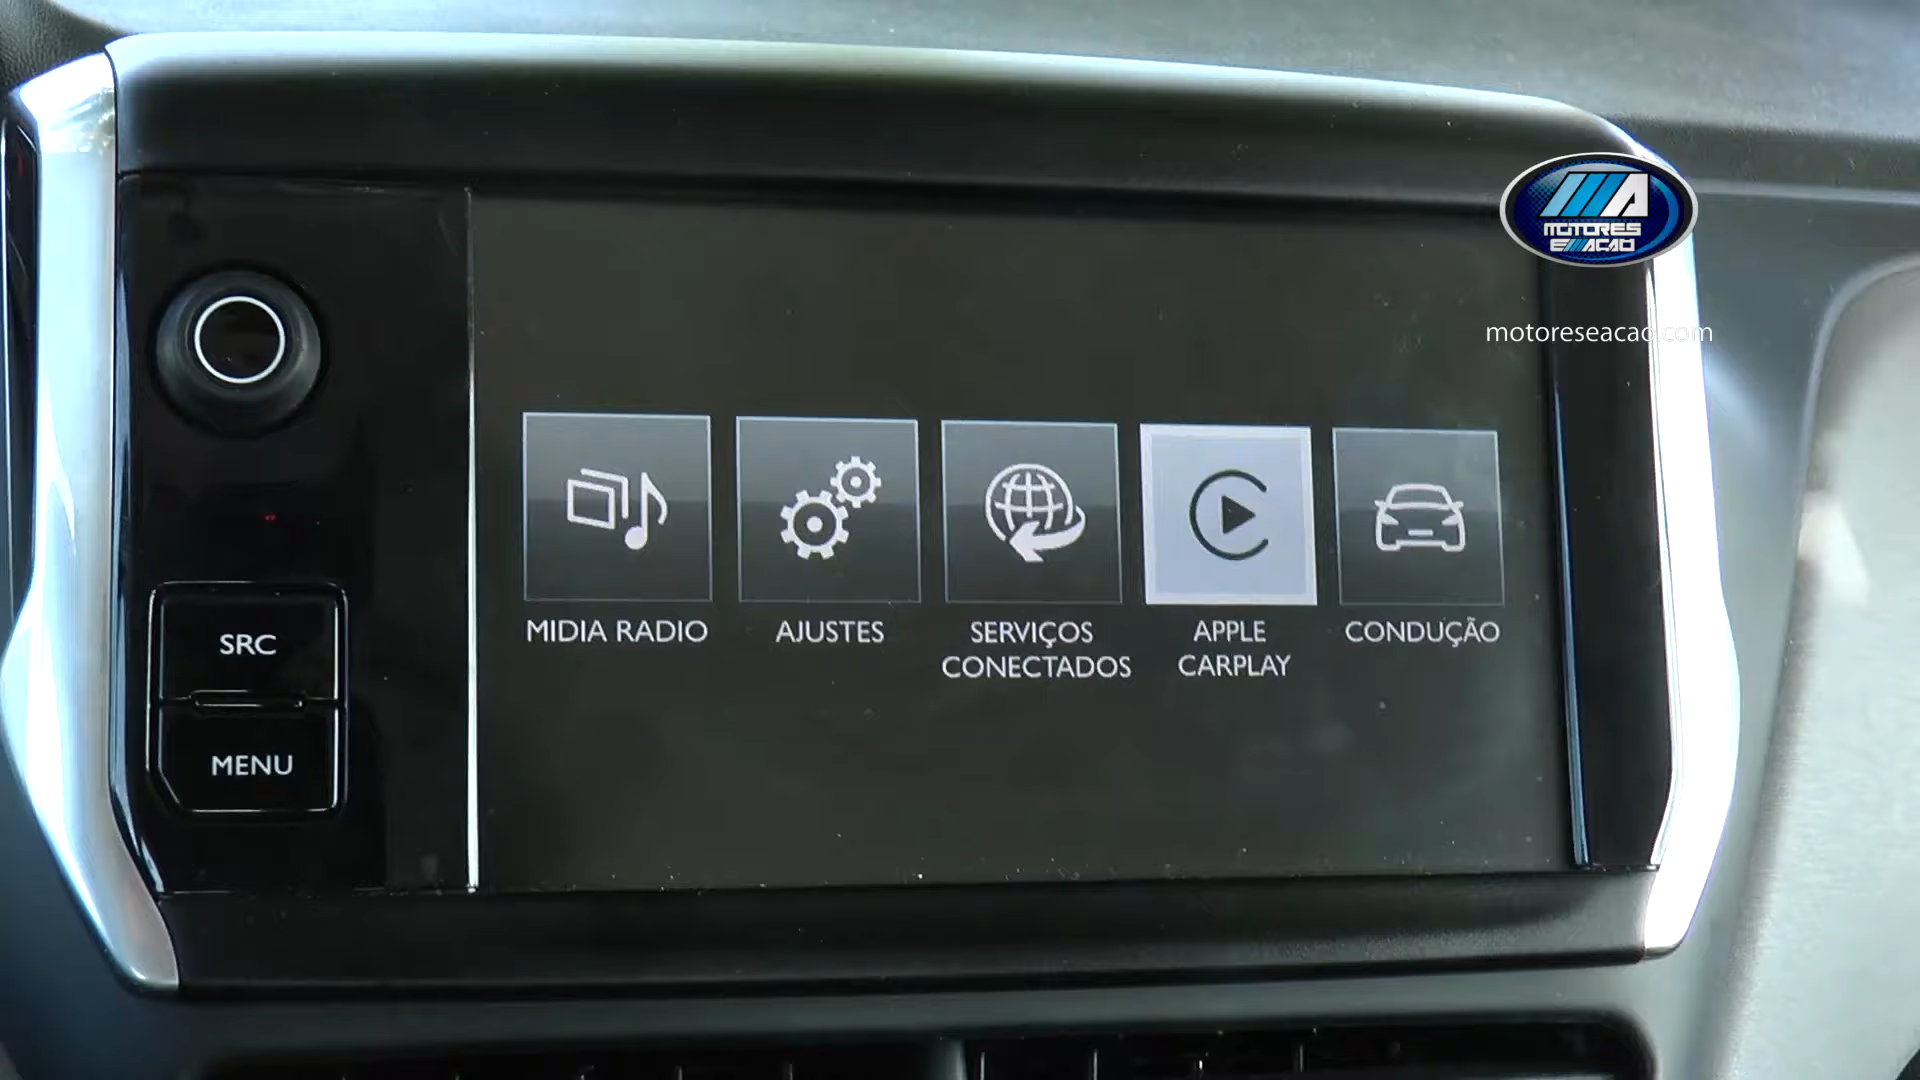 MOTORES
E///ACAO
motoreseacao.com
MIDIA RADIO
AJUSTES
SERVIÇOS
CONECTADOS
APPLE
CARPLAY
CONDUÇÃO
SRC
MENU